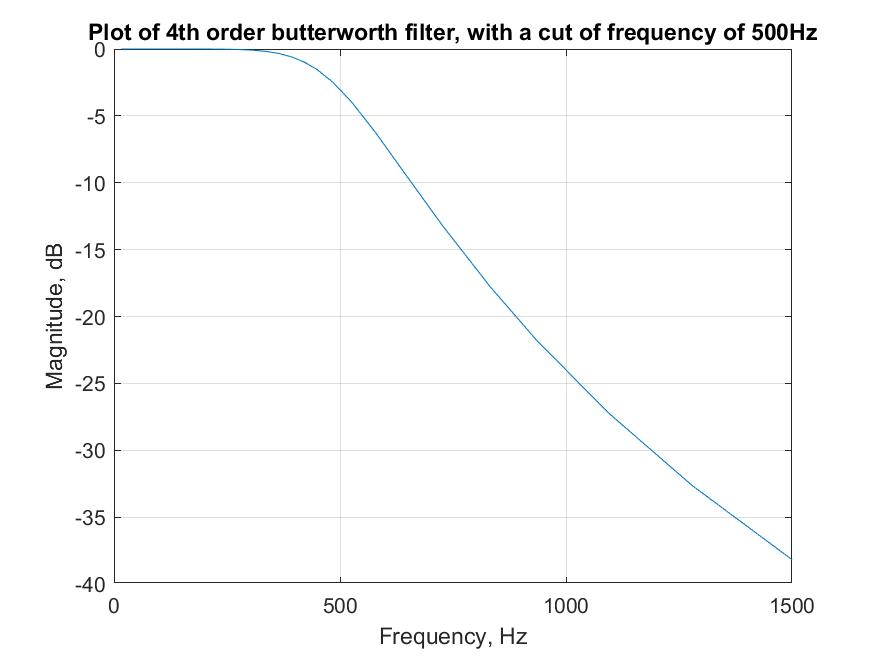 Plot of 4th order butterworth filter, with a cut of frequency of 500Hz
0
-5
-10
-15
-20
-25
-30
-35
-40
Magnitude, dB
0 500 1000 1500
Frequency, Hz